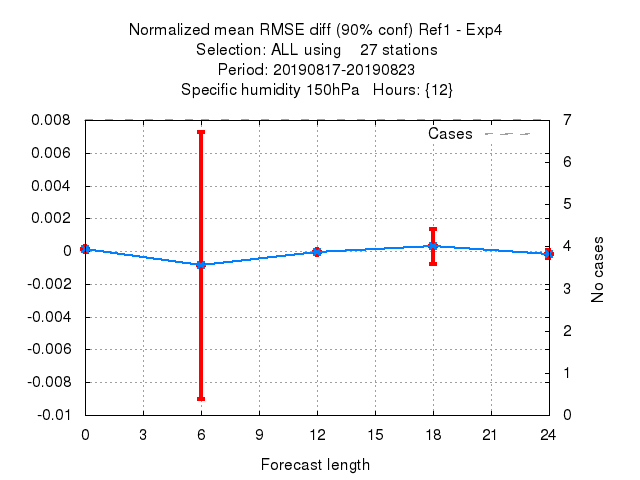 Normalized mean RMSE diff (90% conf) Ref1 - Exp4
Selection: ALL using    27 stations
Period: 20190817-20190823
Specific humidity 150hPa   Hours: {12}
Cases
0.008
0.006
0.004
0.002
0
-0.002
-0.004
-0.006
-0.008
-0.01
7
6
5
4
3
2
1
0
No cases
0 3 6 9 12 15 18 21 24
Forecast length